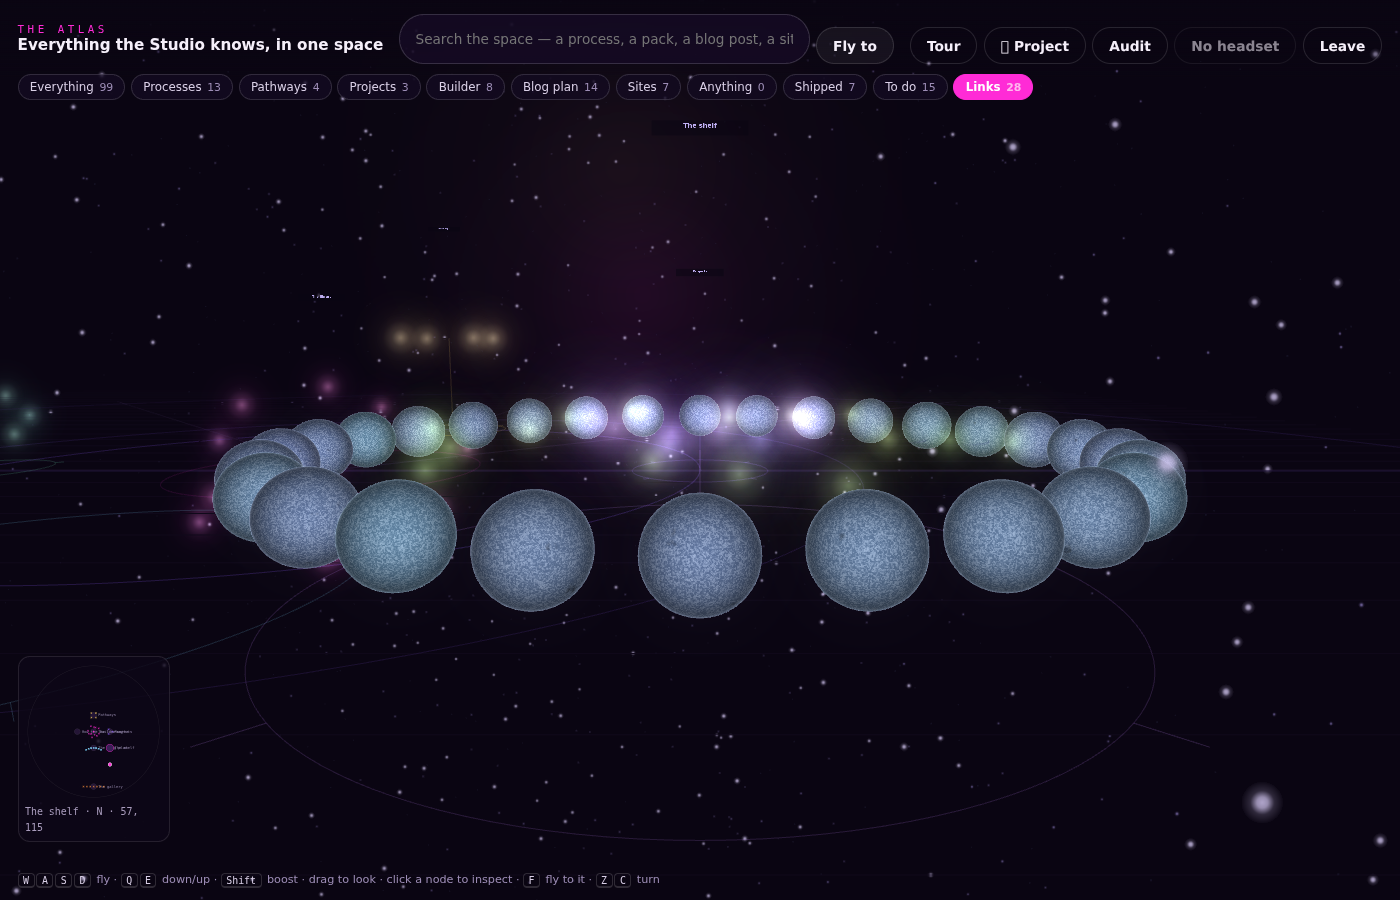 THE ATLAS
Everything the Studio knows, in one space
Search the space — a process, a pack, a blog post, a sit
Fly to
Tour
Project
Audit
No headset
Leave
Everything 99
Processes 13
Pathways 4
Projects 3
Builder 8
Blog plan 14
Sites 7
Anything 0
Shipped 7
To do 15
Links 28
The shelf
Pathways
gallery
The shelf · N · 57,
115
W A S D fly · Q E down/up · Shift boost · drag to look · click a node to inspect · F fly to it · Z C turn